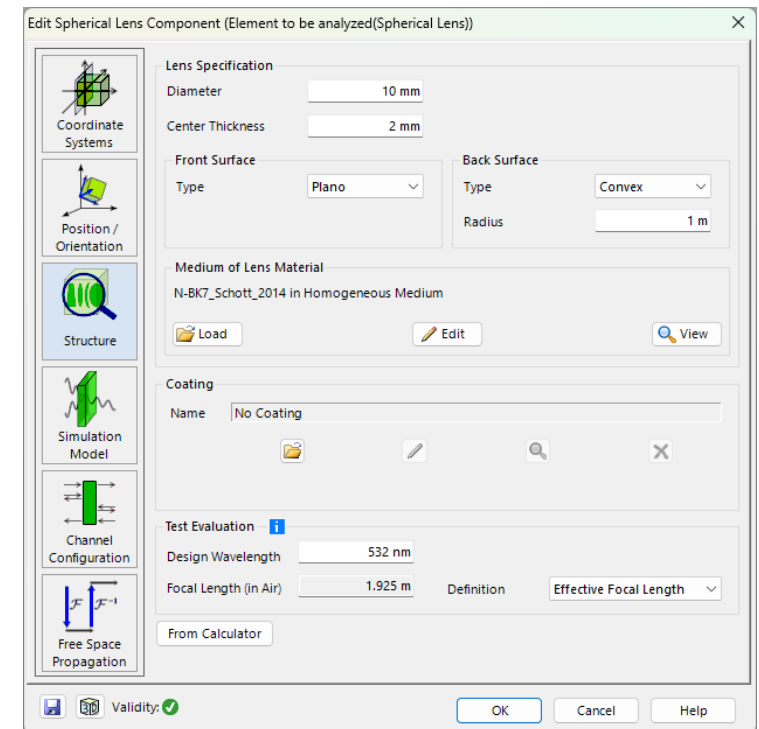 Edit Spherical Lens Component (Element to be analyzed(Spherical Lens))
Coordinate
Systems
Position /
Orientation
Structure
Simulation
Model
Channel
Configuration
ℱ ℱ⁻¹
Free Space
Propagation
Lens Specification
Diameter 10 mm
Center Thickness 2 mm
Front Surface
Type Plano
Back Surface
Type Convex
Radius 1 m
Medium of Lens Material
N-BK7_Schott_2014 in Homogeneous Medium
Load Edit View
Coating
Name No Coating
Test Evaluation i
Design Wavelength 532 nm
Focal Length (in Air) 1.925 m Definition Effective Focal Length
From Calculator
3D Validity:
OK Cancel Help